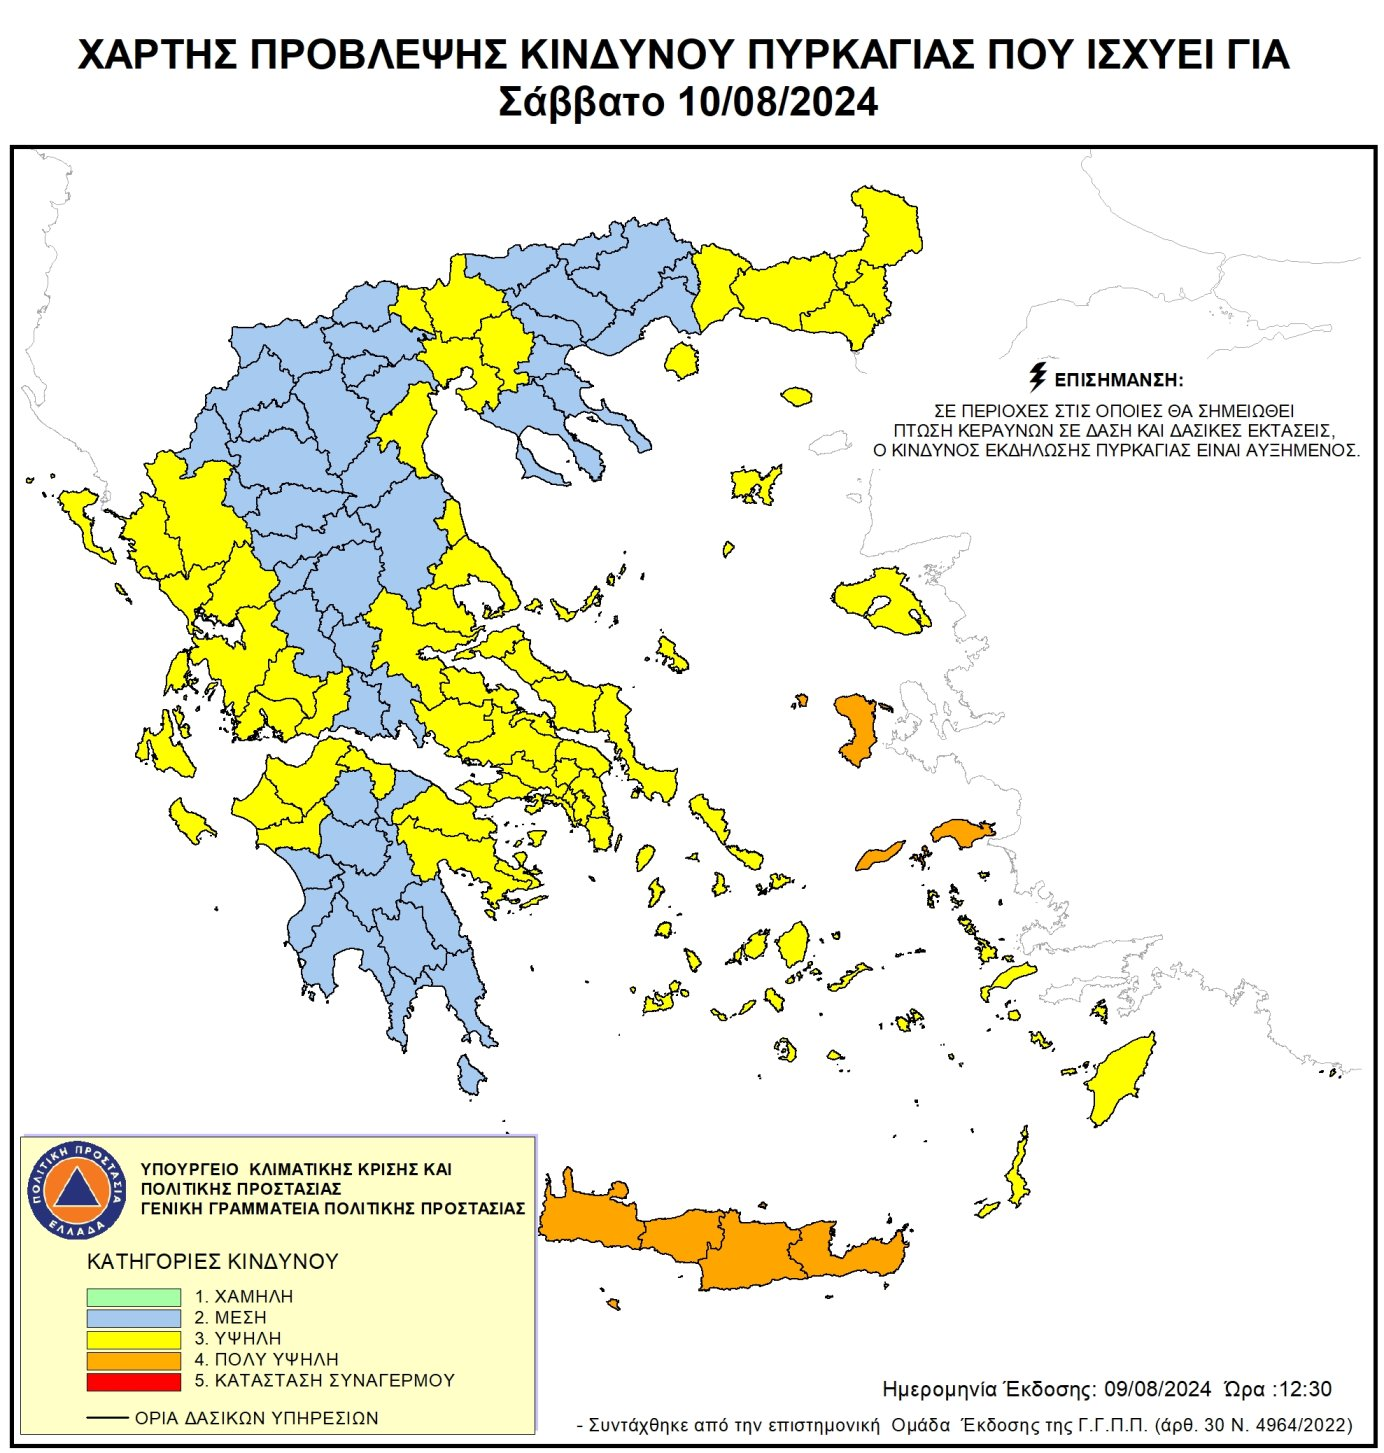 ΧΑΡΤΗΣ ΠΡΟΒΛΕΨΗΣ ΚΙΝΔΥΝΟΥ ΠΥΡΚΑΓΙΑΣ ΠΟΥ ΙΣΧΥΕΙ ΓΙΑ
Σάββατο 10/08/2024
ΕΠΙΣΗΜΑΝΣΗ:
ΣΕ ΠΕΡΙΟΧΕΣ ΣΤΙΣ ΟΠΟΙΕΣ ΘΑ ΣΗΜΕΙΩΘΕΙ
ΠΤΩΣΗ ΚΕΡΑΥΝΩΝ ΣΕ ΔΑΣΗ ΚΑΙ ΔΑΣΙΚΕΣ ΕΚΤΑΣΕΙΣ,
Ο ΚΙΝΔΥΝΟΣ ΕΚΔΗΛΩΣΗΣ ΠΥΡΚΑΓΙΑΣ ΕΙΝΑΙ ΑΥΞΗΜΕΝΟΣ.
ΠΟΛΙΤΙΚΗ ΠΡΟΣΤΑΣΙΑ
ΕΛΛΑΔΑ
ΥΠΟΥΡΓΕΙΟ ΚΛΙΜΑΤΙΚΗΣ ΚΡΙΣΗΣ ΚΑΙ
ΠΟΛΙΤΙΚΗΣ ΠΡΟΣΤΑΣΙΑΣ
ΓΕΝΙΚΗ ΓΡΑΜΜΑΤΕΙΑ ΠΟΛΙΤΙΚΗΣ ΠΡΟΣΤΑΣΙΑΣ
ΚΑΤΗΓΟΡΙΕΣ ΚΙΝΔΥΝΟΥ
1. ΧΑΜΗΛΗ
2. ΜΕΣΗ
3. ΥΨΗΛΗ
4. ΠΟΛΥ ΥΨΗΛΗ
5. ΚΑΤΑΣΤΑΣΗ ΣΥΝΑΓΕΡΜΟΥ
ΟΡΙΑ ΔΑΣΙΚΩΝ ΥΠΗΡΕΣΙΩΝ
Ημερομηνία Έκδοσης: 09/08/2024 Ώρα :12:30
- Συντάχθηκε από την επιστημονική Ομάδα Έκδοσης της Γ.Γ.Π.Π. (άρθ. 30 Ν. 4964/2022)